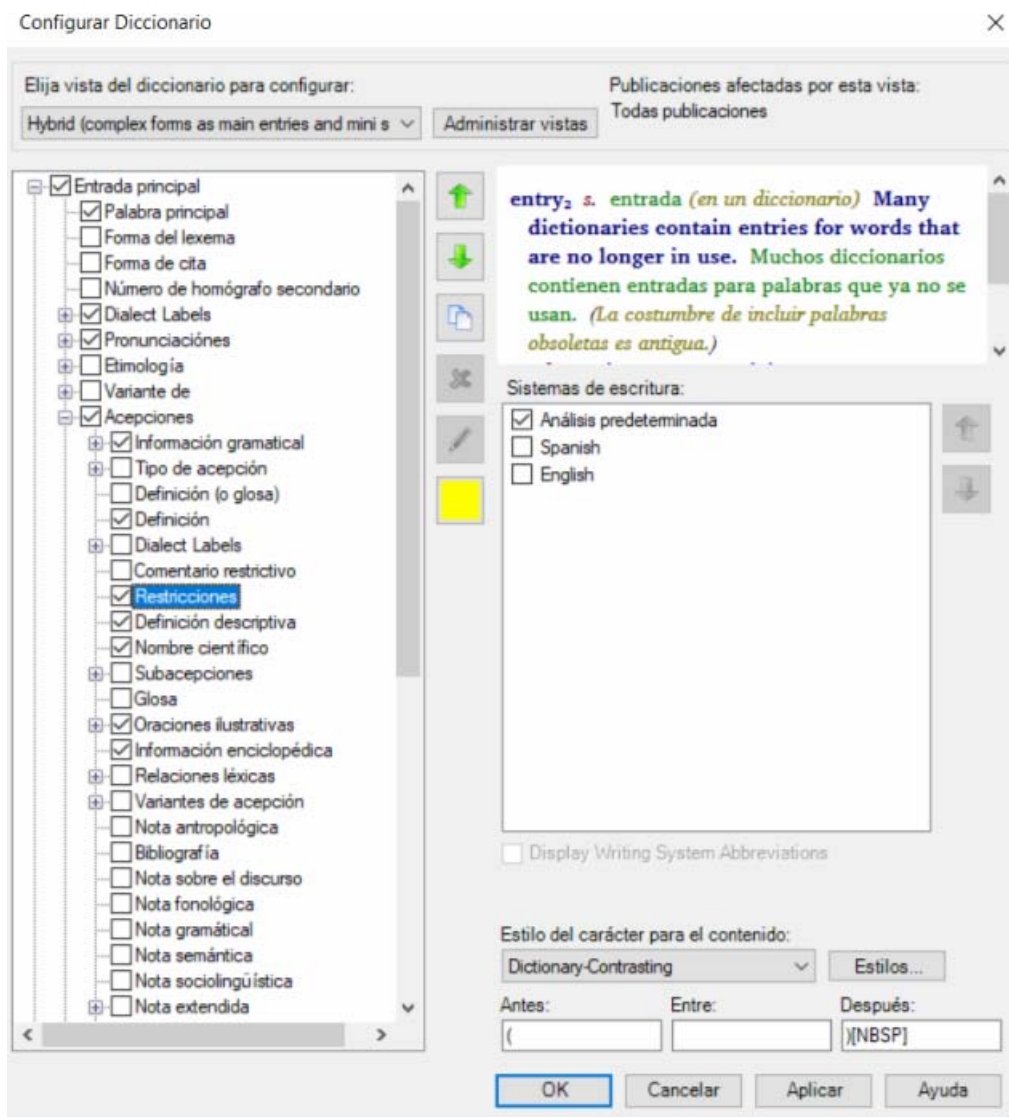 Configurar Diccionario
Elija vista del diccionario para configurar:
Hybrid (complex forms as main entries and mini s
Administrar vistas
Publicaciones afectadas por esta vista:
Todas publicaciones
Entrada principal
Palabra principal
Forma del lexema
Forma de cita
Número de homógrafo secondario
Dialect Labels
Pronunciaciónes
Etimología
Variante de
Acepciones
Información gramatical
Tipo de acepción
Definición (o glosa)
Definición
Dialect Labels
Comentario restrictivo
Restricciones
Definición descriptiva
Nombre científico
Subacepciones
Glosa
Oraciones ilustrativas
Información enciclopédica
Relaciones léxicas
Variantes de acepción
Nota antropológica
Bibliografía
Nota sobre el discurso
Nota fonológica
Nota gramátical
Nota semántica
Nota sociolingüística
Nota extendida
entry₂ s. entrada (en un diccionario) Many
dictionaries contain entries for words that
are no longer in use. Muchos diccionarios
contienen entradas para palabras que ya no se
usan. (La costumbre de incluir palabras
obsoletas es antigua.)
Sistemas de escritura:
Análisis predeterminada
Spanish
English
Display Writing System Abbreviations
Estilo del carácter para el contenido:
Dictionary-Contrasting
Estilos...
Antes:
Entre:
Después:
(
)[NBSP]
OK
Cancelar
Aplicar
Ayuda